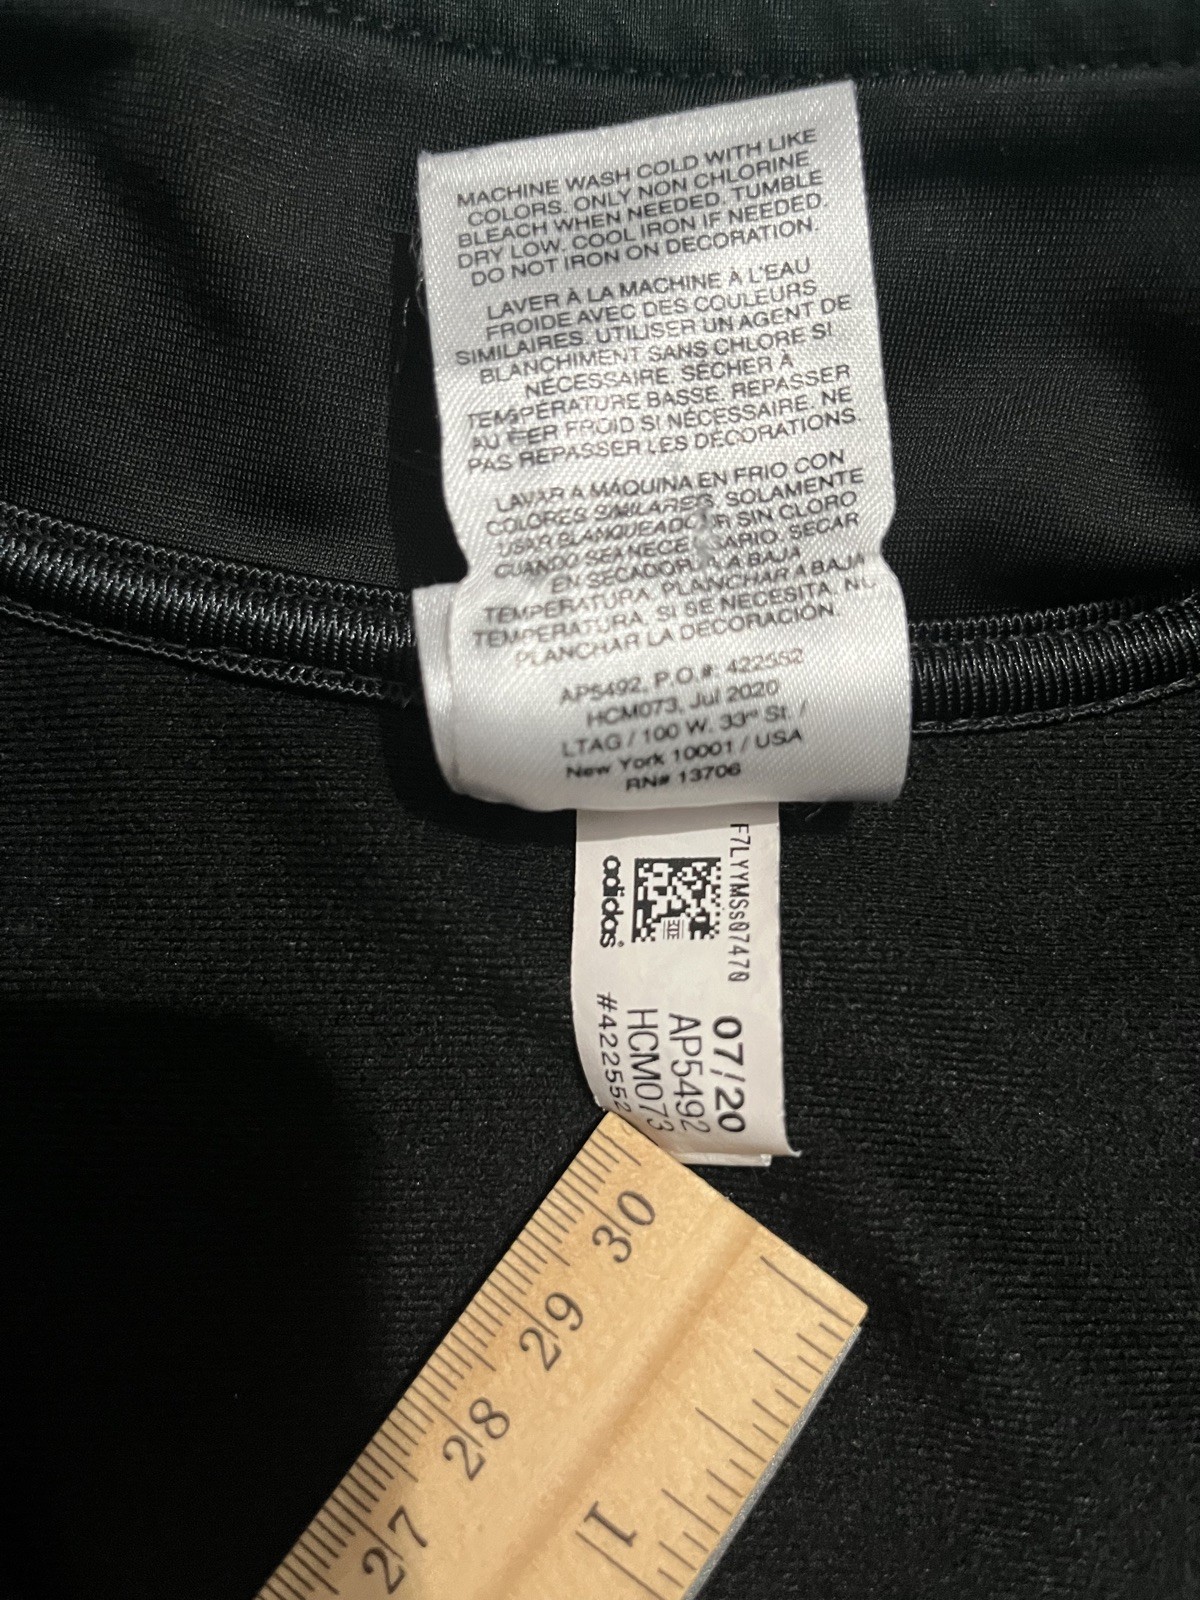 MACHINE WASH COLD WITH LIKE
COLORS. ONLY NON CHLORINE
BLEACH WHEN NEEDED. TUMBLE
DRY LOW. COOL IRON IF NEEDED.
DO NOT IRON ON DECORATION.
LAVER À LA MACHINE À L'EAU
FROIDE AVEC DES COULEURS
SIMILAIRES. UTILISER UN AGENT DE
BLANCHIMENT SANS CHLORE SI
NÉCESSAIRE. SÉCHER À
TEMPÉRATURE BASSE. REPASSER
AU FER FROID SI NÉCESSAIRE. NE
PAS REPASSER LES DÉCORATIONS.
LAVAR A MÁQUINA EN FRIO CON
COLORES SIMILARES. SOLAMENTE
USAR BLANQUEADOR SIN CLORO
CUANDO SEA NECESARIO. SECAR
EN SECADORA A BAJA
TEMPERATURA. PLANCHAR A BAJA
TEMPERATURA, SI SE NECESITA. NO
PLANCHAR LA DECORACIÓN.
AP5492, P.O.#: 422552
HCM073, Jul 2020
LTAG / 100 W. 33rd St. /
New York 10001 / USA
RN# 13706
F7LYYMSs07470
adidas
07/20
AP5492
HCM073
#422552
30
29
28
27
1